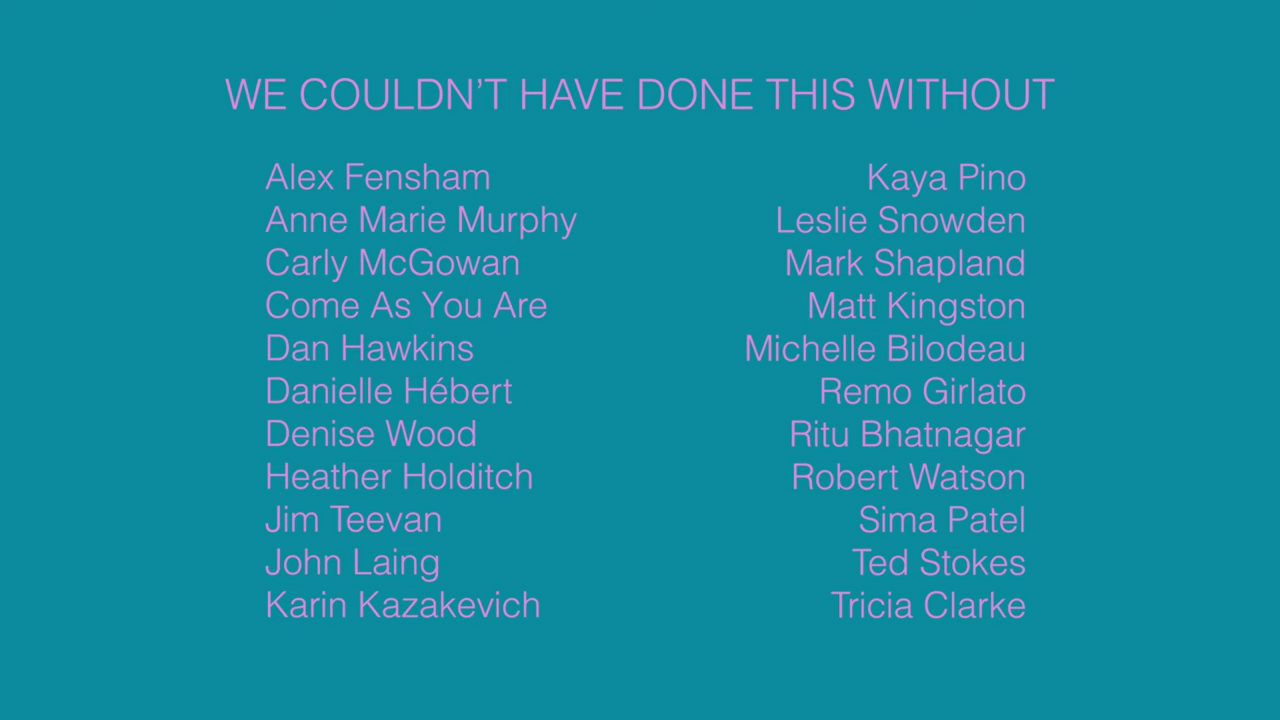 WE COULDN’T HAVE DONE THIS WITHOUT
Alex Fensham
Anne Marie Murphy
Carly McGowan
Come As You Are
Dan Hawkins
Danielle Hébert
Denise Wood
Heather Holditch
Jim Teevan
John Laing
Karin Kazakevich
Kaya Pino
Leslie Snowden
Mark Shapland
Matt Kingston
Michelle Bilodeau
Remo Girlato
Ritu Bhatnagar
Robert Watson
Sima Patel
Ted Stokes
Tricia Clarke